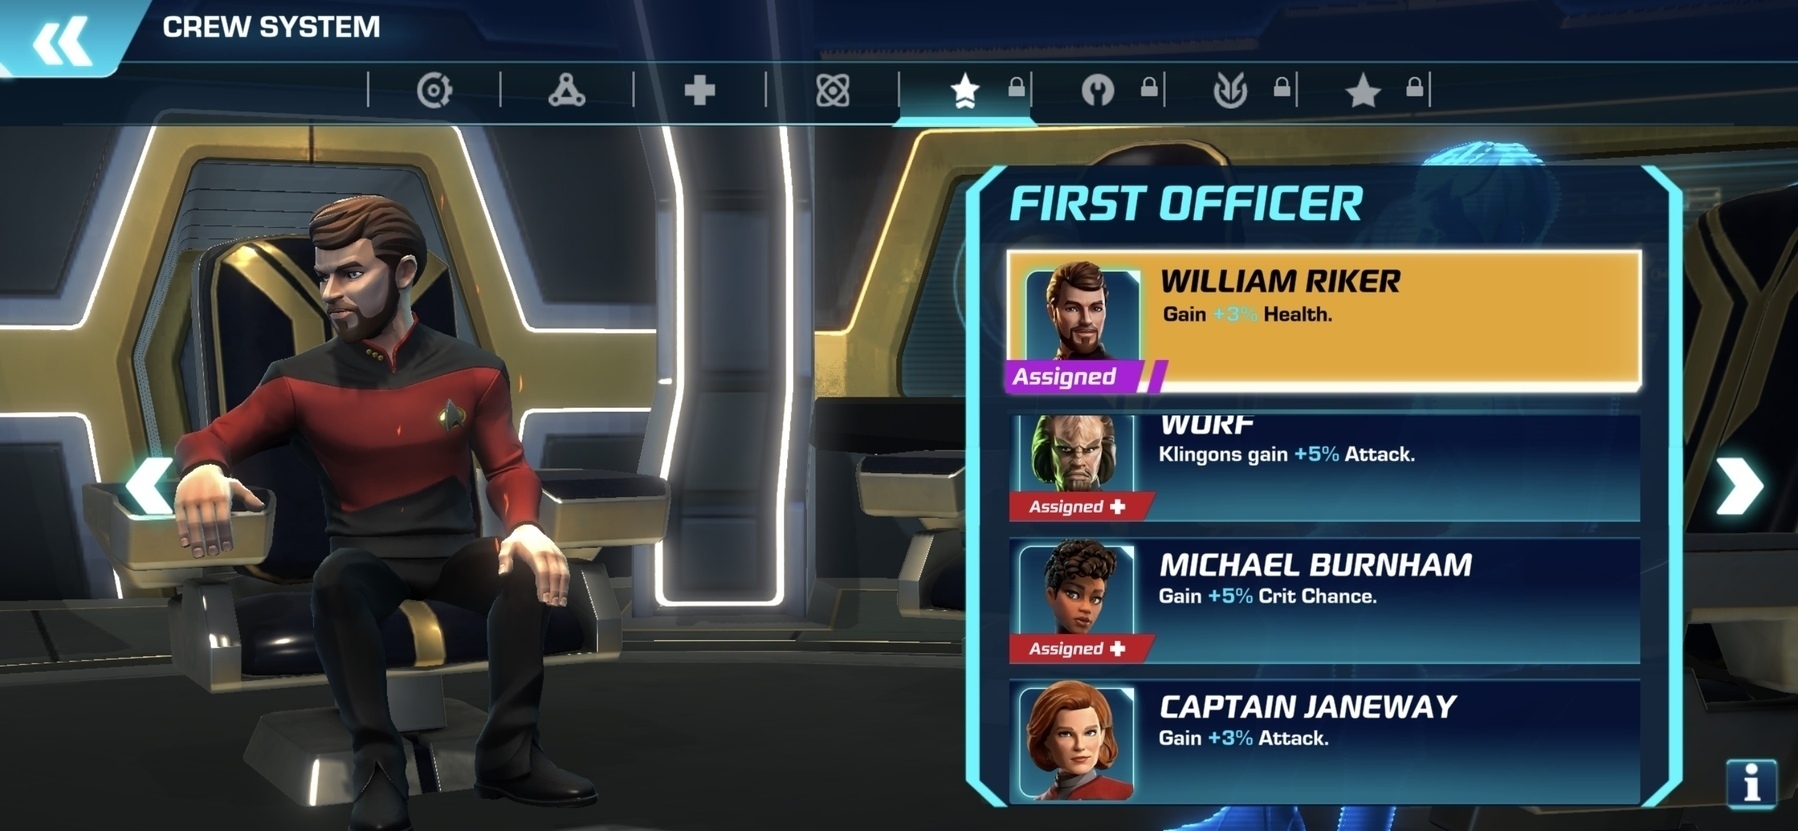 CREW SYSTEM
FIRST OFFICER
WILLIAM RIKER
Gain +3% Health.
Assigned
WORF
Klingons gain +5% Attack.
Assigned
MICHAEL BURNHAM
Gain +5% Crit Chance.
Assigned
CAPTAIN JANEWAY
Gain +3% Attack.